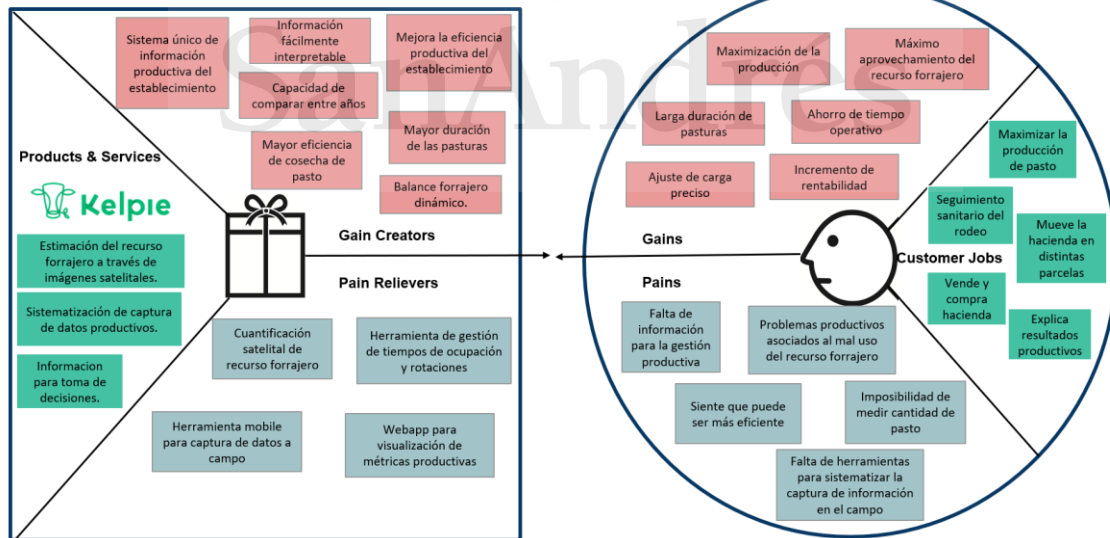 SanAndrés
Sistema único de
información
productiva del
establecimiento
Información
fácilmente
interpretable
Mejora la eficiencia
productiva del
establecimiento
Capacidad de
comparar entre años
Mayor eficiencia
de cosecha de
pasto
Mayor duración
de las pasturas
Balance forrajero
dinámico.
Products & Services
Kelpie
Estimación del recurso
forrajero a través de
imágenes satelitales.
Sistematización de captura
de datos productivos.
Informacion
para toma de
decisiones.
Gain Creators
Pain Relievers
Cuantificación
satelital de
recurso forrajero
Herramienta de gestión
de tiempos de ocupación
y rotaciones
Herramienta mobile
para captura de datos a
campo
Webapp para
visualización de
métricas productivas
Maximización de la
producción
Máximo
aprovechamiento del
recurso forrajero
Larga duración de
pasturas
Ahorro de tiempo
operativo
Ajuste de carga
preciso
Incremento de
rentabilidad
Gains
Pains
Customer Jobs
Maximizar la
producción
de pasto
Seguimiento
sanitario del
rodeo
Mueve la
hacienda en
distintas
parcelas
Vende y
compra
hacienda
Explica
resultados
productivos
Falta de
información
para la gestión
productiva
Problemas productivos
asociados al mal uso
del recurso forrajero
Siente que puede
ser más eficiente
Imposibilidad de
medir cantidad de
pasto
Falta de herramientas
para sistematizar la
captura de información
en el campo